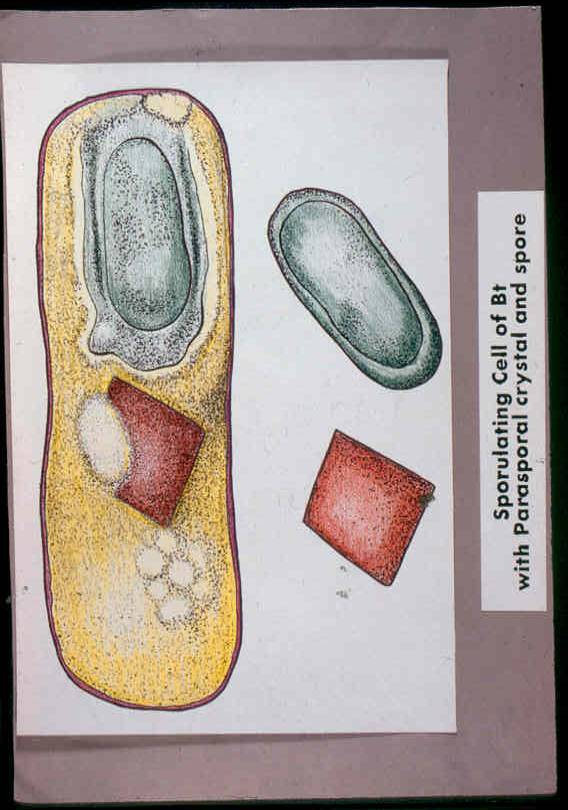 Sporulating Cell of Bt
with Parasporal crystal and spore